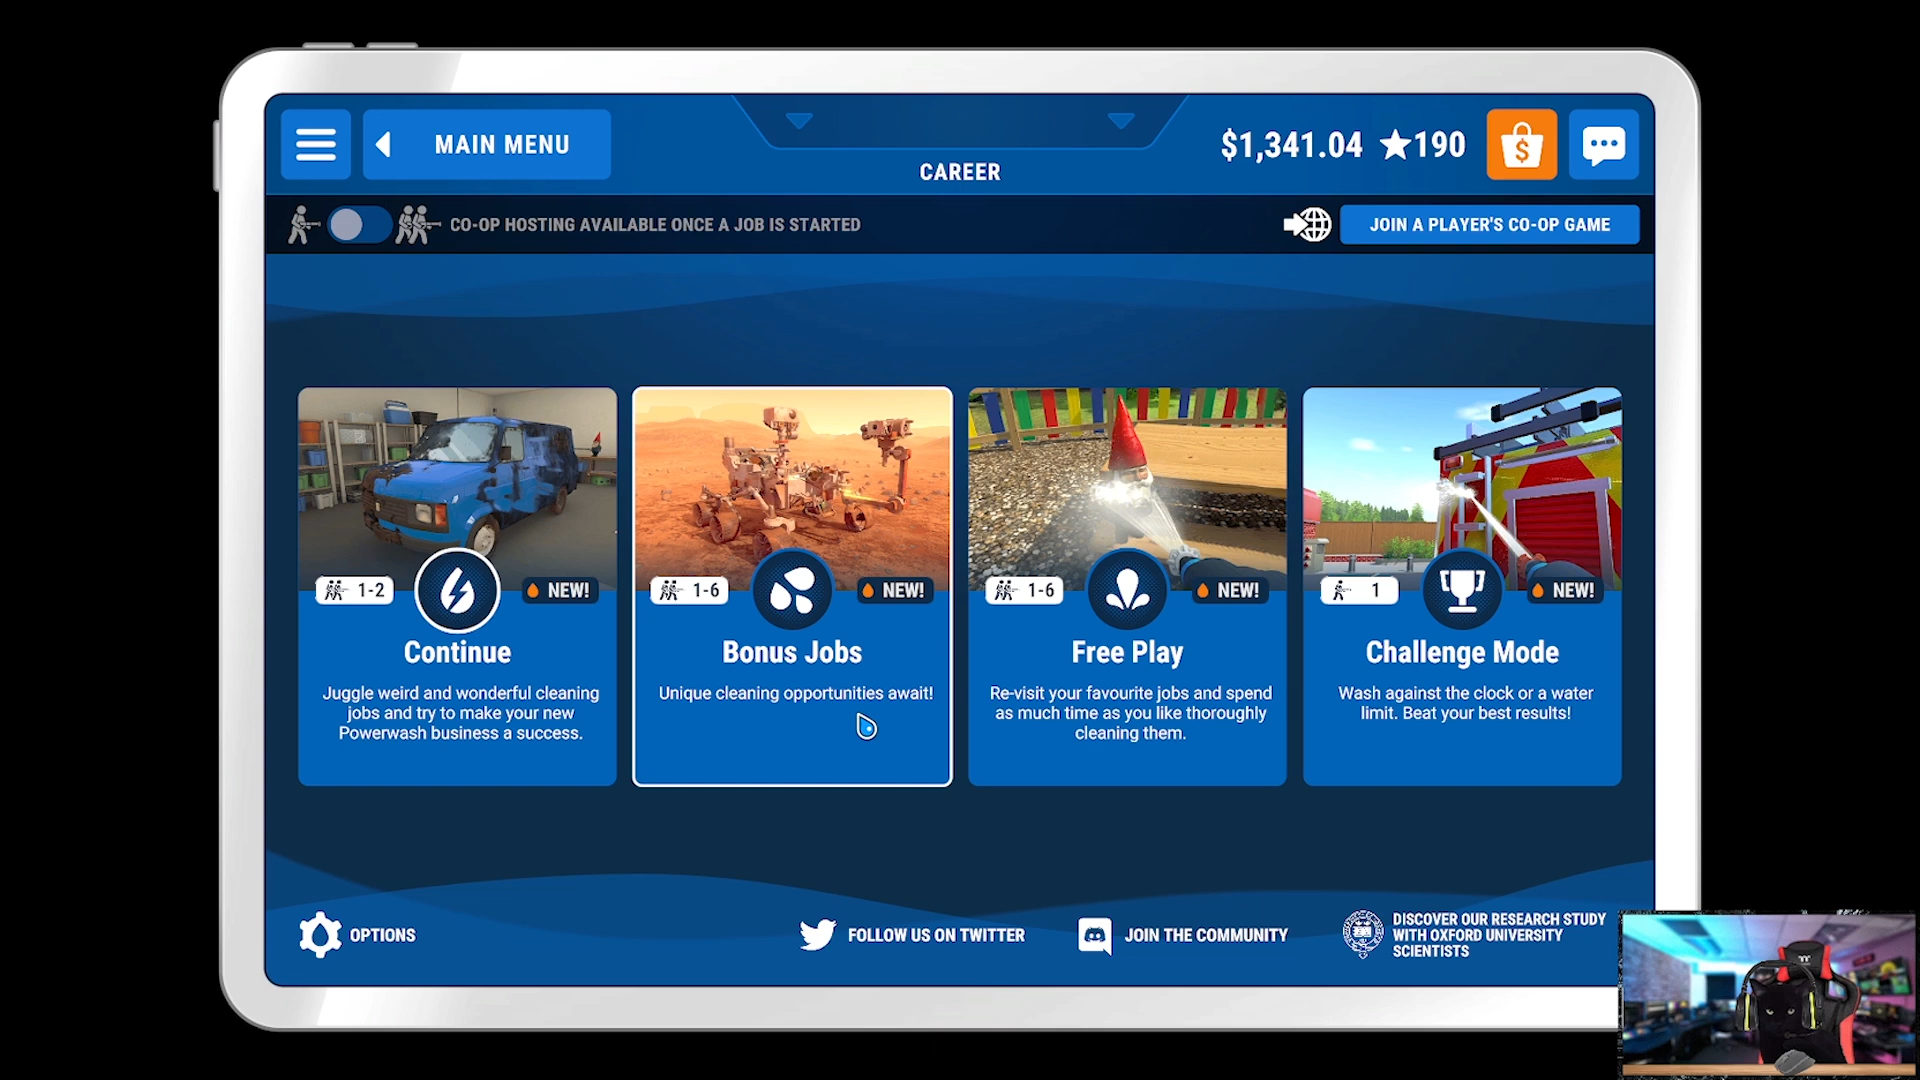 MAIN MENU
CAREER
$1,341.04 ★190
CO-OP HOSTING AVAILABLE ONCE A JOB IS STARTED
JOIN A PLAYER'S CO-OP GAME
1-2
NEW!
Continue
Juggle weird and wonderful cleaning
jobs and try to make your new
Powerwash business a success.
1-6
NEW!
Bonus Jobs
Unique cleaning opportunities await!
1-6
NEW!
Free Play
Re-visit your favourite jobs and spend
as much time as you like thoroughly
cleaning them.
1
NEW!
Challenge Mode
Wash against the clock or a water
limit. Beat your best results!
OPTIONS
FOLLOW US ON TWITTER
JOIN THE COMMUNITY
DISCOVER OUR RESEARCH STUDY
WITH OXFORD UNIVERSITY
SCIENTISTS